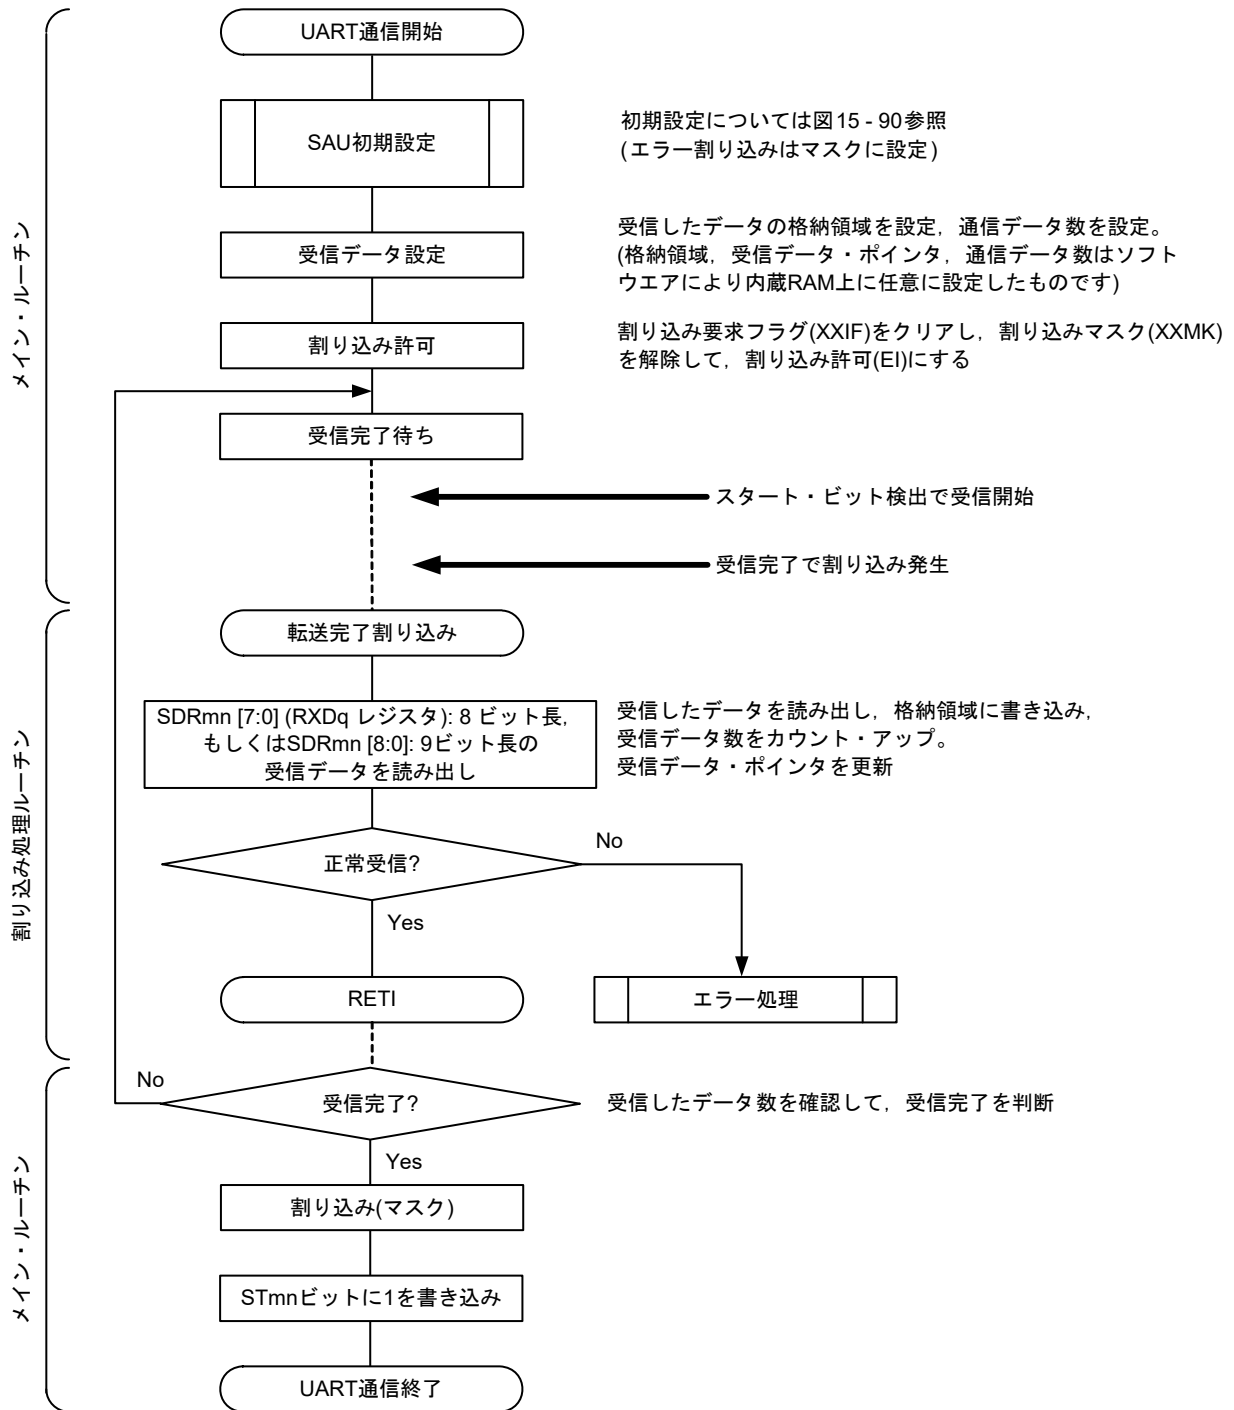 UART通信開始
SAU初期設定
初期設定については図15 - 90参照
(エラー割り込みはマスクに設定)
メイン・ルーチン
受信データ設定
受信したデータの格納領域を設定，通信データ数を設定。
(格納領域，受信データ・ポインタ，通信データ数はソフト
ウエアにより内蔵RAM上に任意に設定したものです)
割り込み許可
割り込み要求フラグ(XXIF)をクリアし，割り込みマスク(XXMK)
を解除して，割り込み許可(EI)にする
受信完了待ち
スタート・ビット検出で受信開始
受信完了で割り込み発生
転送完了割り込み
割り込み処理ルーチン
SDRmn [7:0] (RXDq レジスタ): 8 ビット長,
もしくはSDRmn [8:0]: 9ビット長の
受信データを読み出し
受信したデータを読み出し，格納領域に書き込み，
受信データ数をカウント・アップ。
受信データ・ポインタを更新
正常受信?
No
Yes
RETI
エラー処理
No
受信完了?
受信したデータ数を確認して，受信完了を判断
Yes
メイン・ルーチン
割り込み(マスク)
STmnビットに1を書き込み
UART通信終了